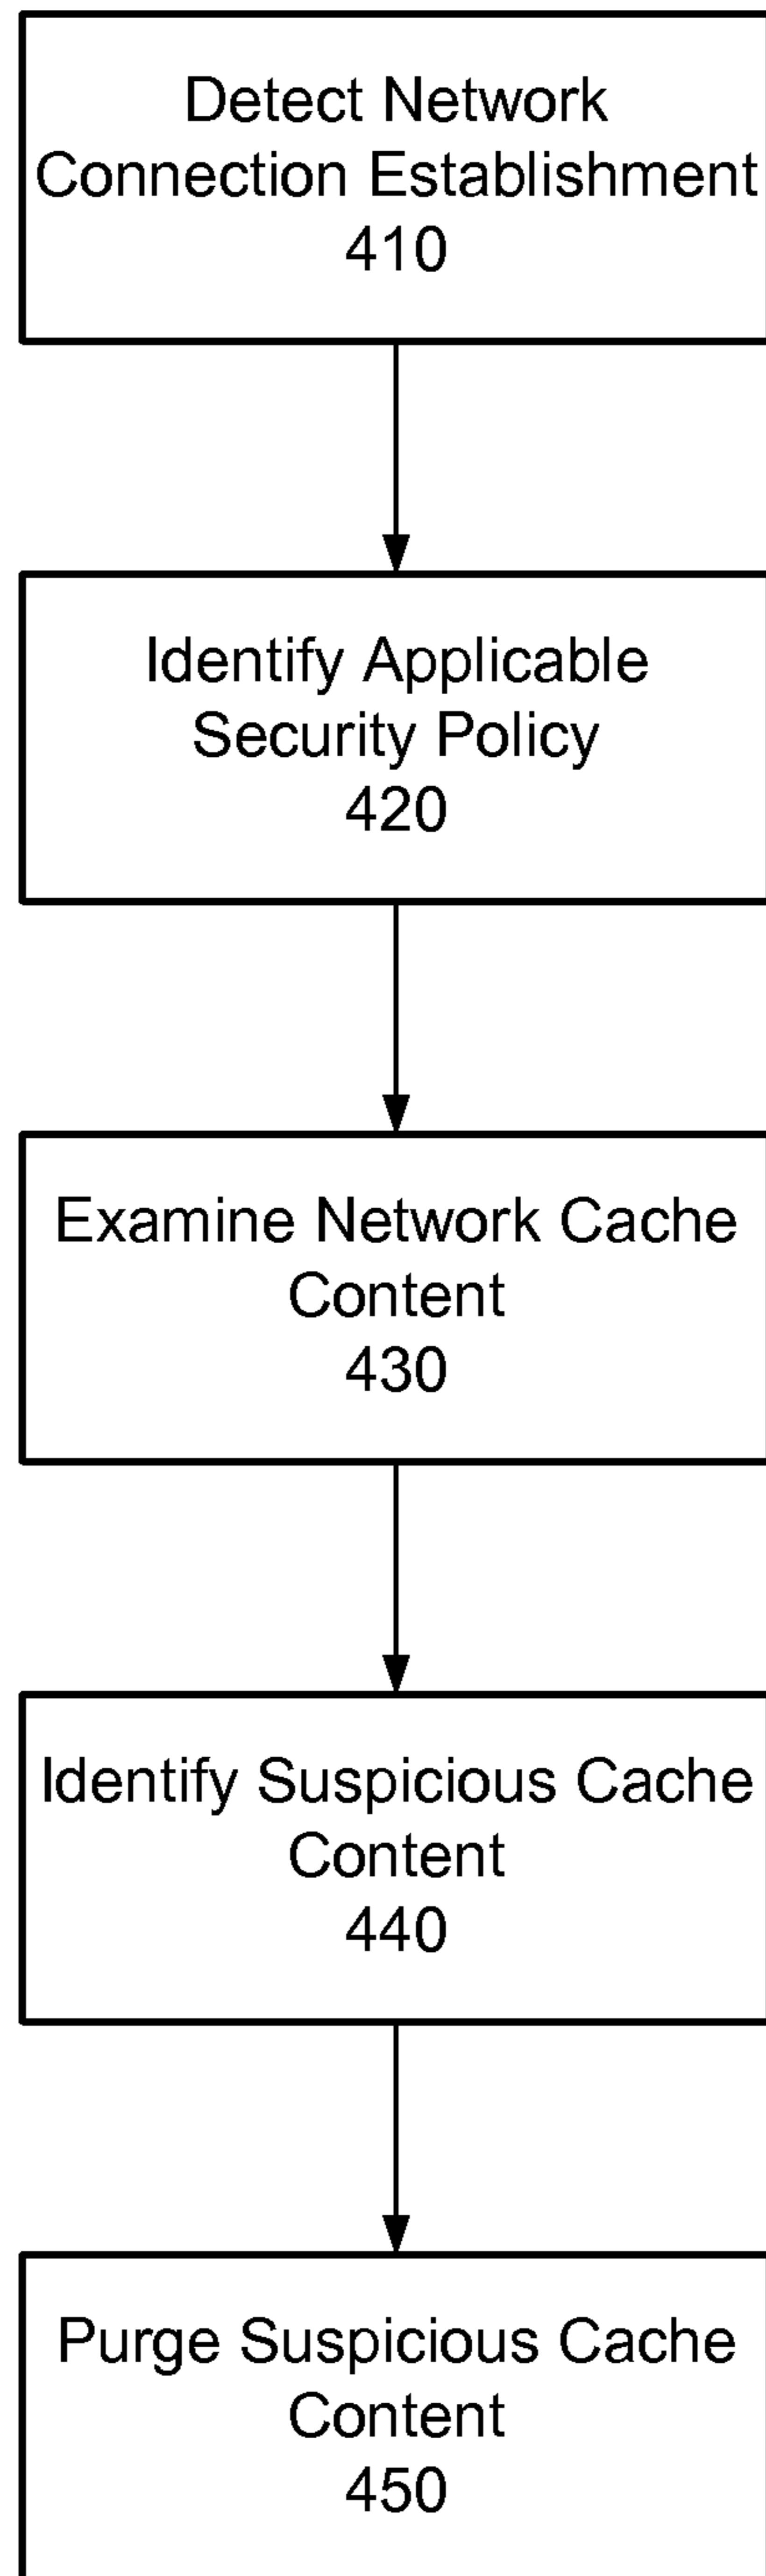 Detect Network
Connection Establishment
410
Identify Applicable
Security Policy
420
Examine Network Cache
Content
430
Identify Suspicious Cache
Content
440
Purge Suspicious Cache
Content
450